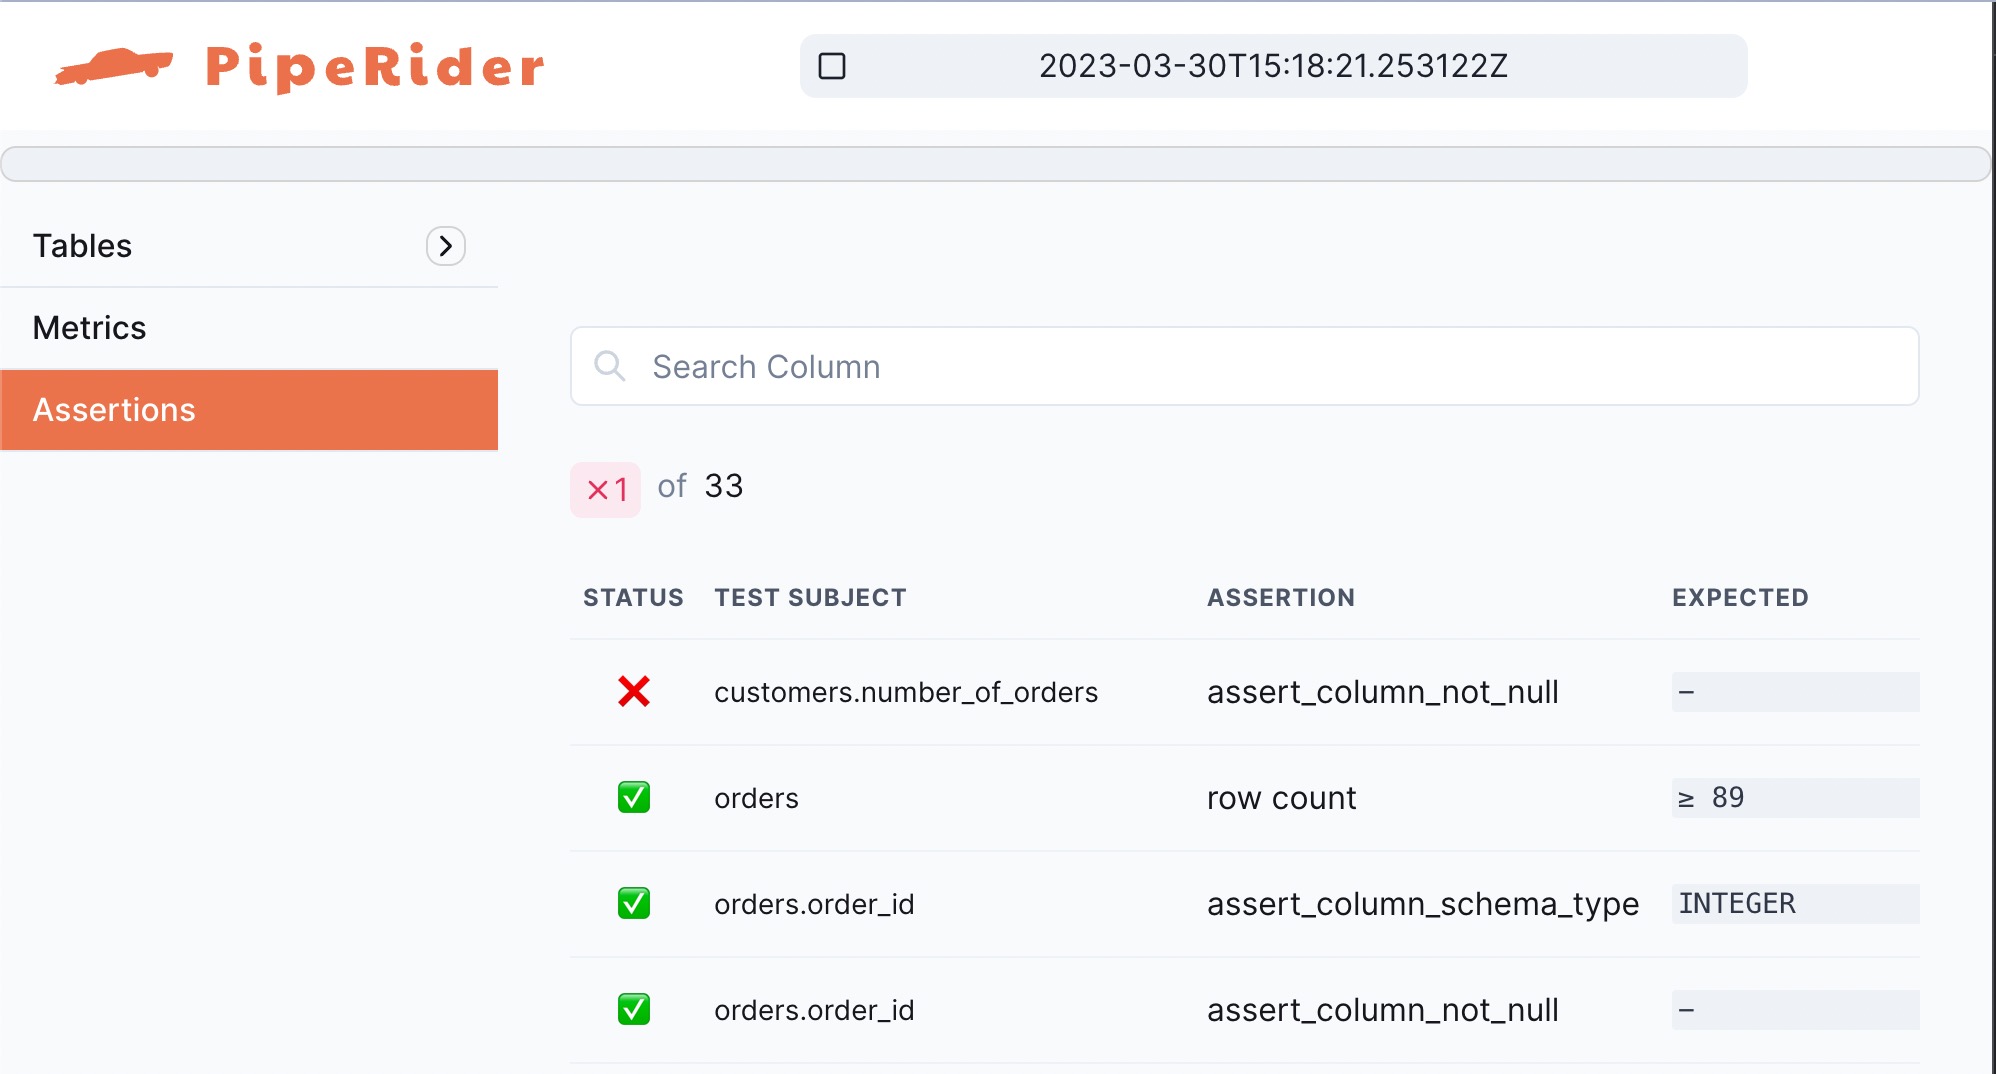 PipeRider
2023-03-30T15:18:21.253122Z
Tables
Metrics
Assertions
Search Column
×1 of 33
STATUS TEST SUBJECT ASSERTION EXPECTED
customers.number_of_orders assert_column_not_null –
orders row count ≥ 89
orders.order_id assert_column_schema_type INTEGER
orders.order_id assert_column_not_null –